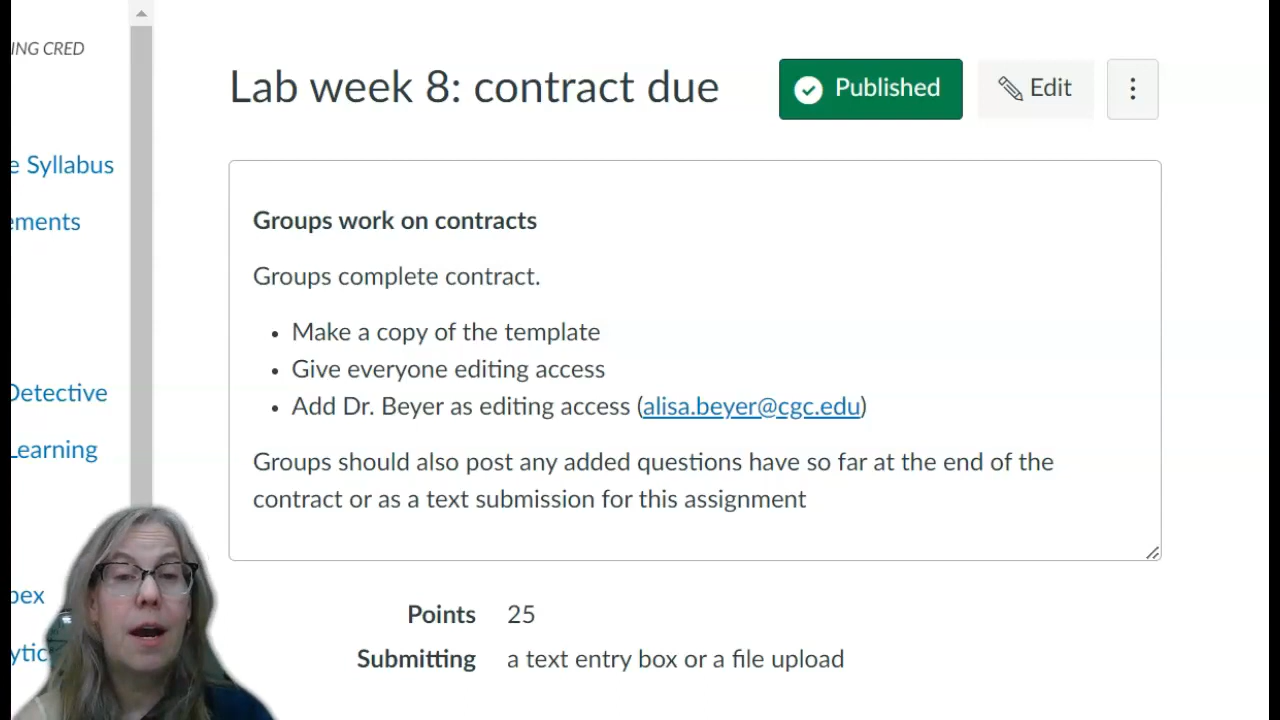 ING CRED
Lab week 8: contract due
Published
Edit
e Syllabus
ements
Detective
Learning
Groups work on contracts
Groups complete contract.
• Make a copy of the template
• Give everyone editing access
• Add Dr. Beyer as editing access (alisa.beyer@cgc.edu)
Groups should also post any added questions have so far at the end of the
contract or as a text submission for this assignment
Points 25
Submitting a text entry box or a file upload